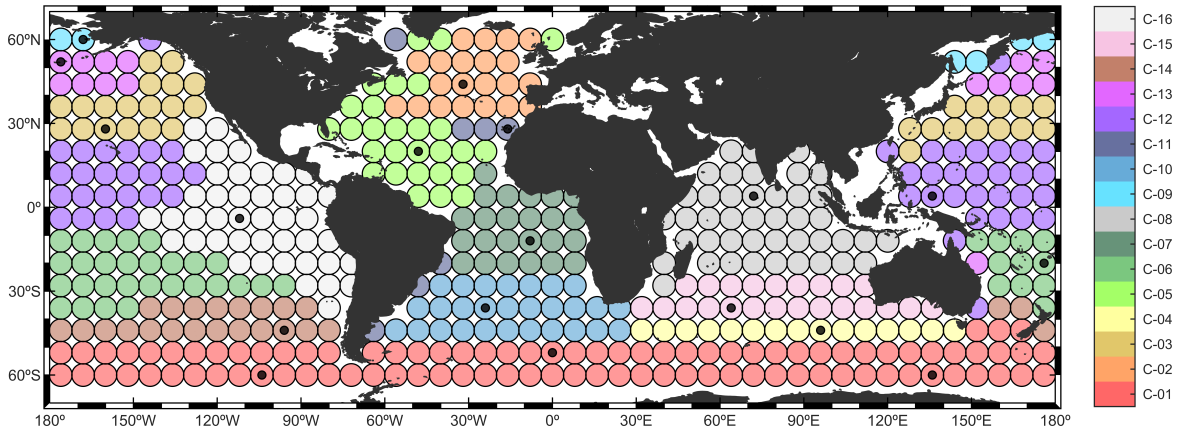 60ºN
30ºN
0º
30ºS
60ºS
180º
150ºW
120ºW
90ºW
60ºW
30ºW
0º
30ºE
60ºE
90ºE
120ºE
150ºE
180º
C-16
C-15
C-14
C-13
C-12
C-11
C-10
C-09
C-08
C-07
C-06
C-05
C-04
C-03
C-02
C-01